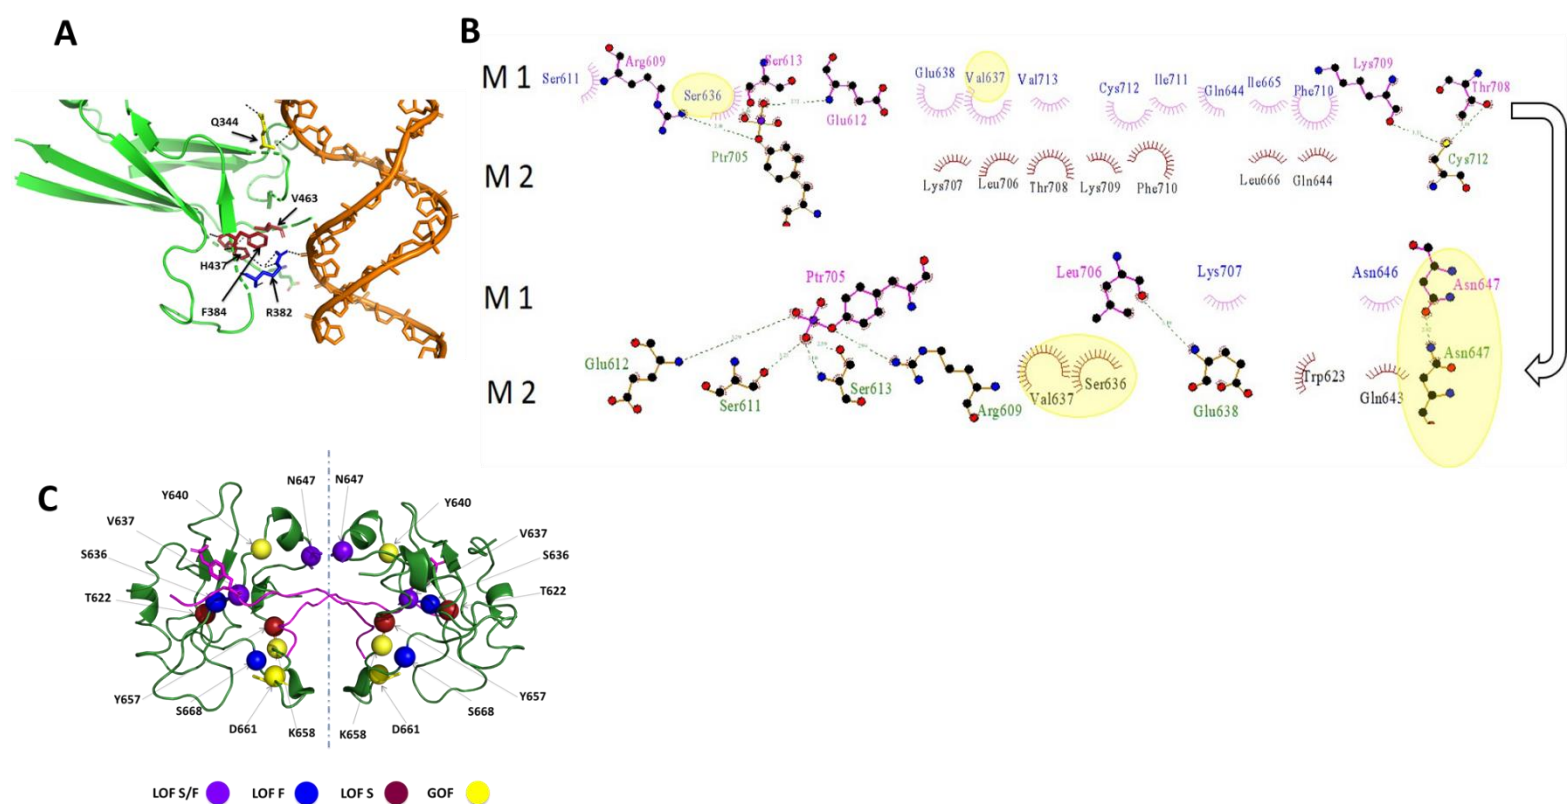 A
Q344
V463
H437
F384
R382
B
M 1
Ser611
Arg609
Ser636
Ser613
Glu612
Glu638
Val637
Val713
Cys712
Ile711
Gln644
Ile665
Phe710
Lys709
Thr708
M 2
Ptr705
Lys707
Leu706
Thr708
Lys709
Phe710
Leu666
Gln644
Cys712
M 1
Ptr705
Leu706
Lys707
Asn646
Asn647
M 2
Glu612
Ser611
Ser613
Arg609
Val637
Ser636
Glu638
Trp623
Gln643
Asn647
C
N647
N647
Y640
Y640
V637
V637
S636
S636
T622
T622
Y657
Y657
S668
S668
D661
K658
K658
D661
LOF S/F
LOF F
LOF S
GOF